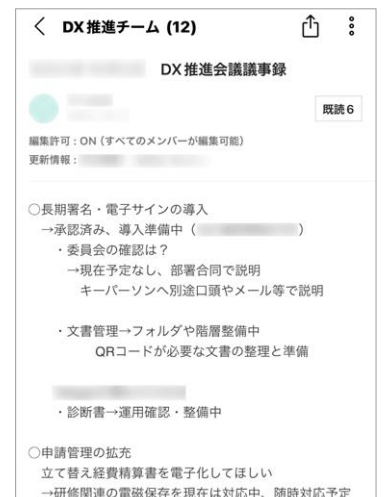 DX推進チーム (12)
DX推進会議議事録
既読6
編集許可：ON（すべてのメンバーが編集可能）
更新情報：
○長期署名・電子サインの導入
→承認済み、導入準備中（ ）
・委員会の確認は？
→現在予定なし、部署合同で説明
キーパーソンへ別途口頭やメール等で説明
・文書管理→フォルダや階層整備中
QRコードが必要な文書の整理と準備
・診断書→運用確認・整備中
○申請管理の拡充
立て替え経費精算書を電子化してほしい
→研修関連の電磁保存を現在は対応中、随時対応予定